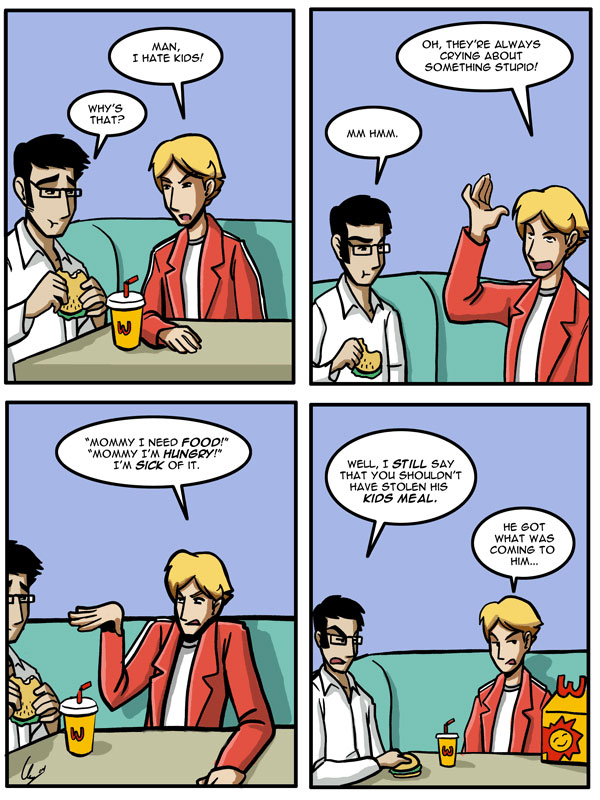 MAN,
I HATE KIDS!
WHY'S
THAT?
W
OH, THEY'RE ALWAYS
CRYING ABOUT
SOMETHING STUPID!
MM HMM.
"MOMMY I NEED FOOD!"
"MOMMY I'M HUNGRY!"
I'M SICK OF IT.
W
WELL, I STILL SAY
THAT YOU SHOULDN'T
HAVE STOLEN HIS
KIDS MEAL.
HE GOT
WHAT WAS
COMING TO
HIM...
W
W